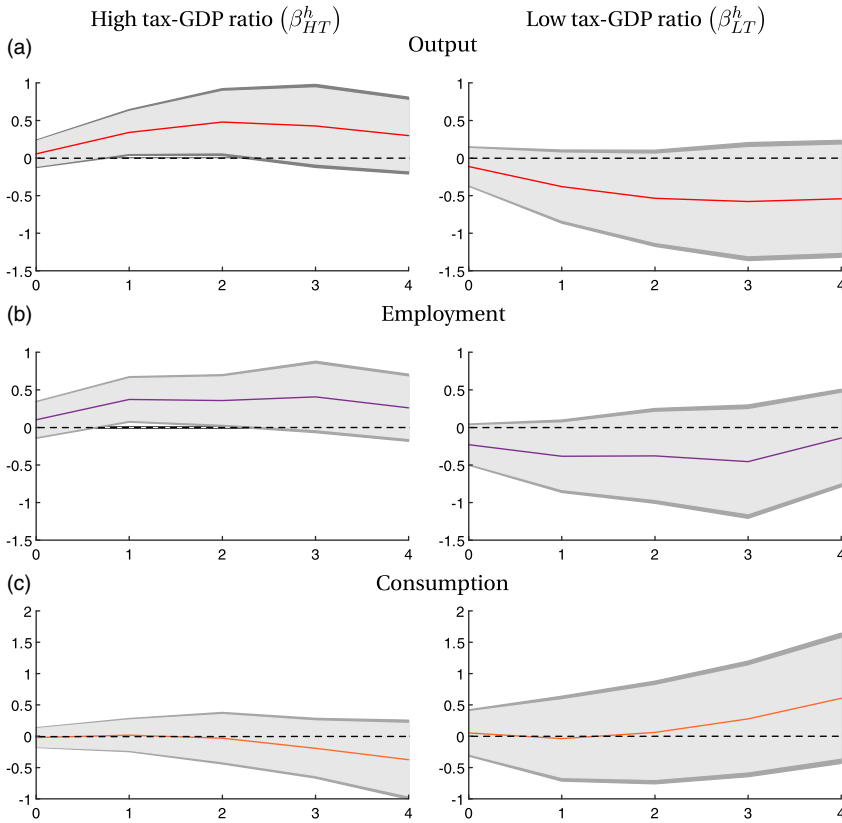 High tax-GDP ratio (β^h_HT) Low tax-GDP ratio (β^h_LT)
(a) Output
1 1
0.5 0.5
0 0
-0.5 -0.5
-1 -1
-1.5 -1.5
0 1 2 3 4 0 1 2 3 4
(b) Employment
1 1
0.5 0.5
0 0
-0.5 -0.5
-1 -1
-1.5 -1.5
0 1 2 3 4 0 1 2 3 4
(c) Consumption
2 2
1.5 1.5
1 1
0.5 0.5
0 0
-0.5 -0.5
-1 -1
0 1 2 3 4 0 1 2 3 4